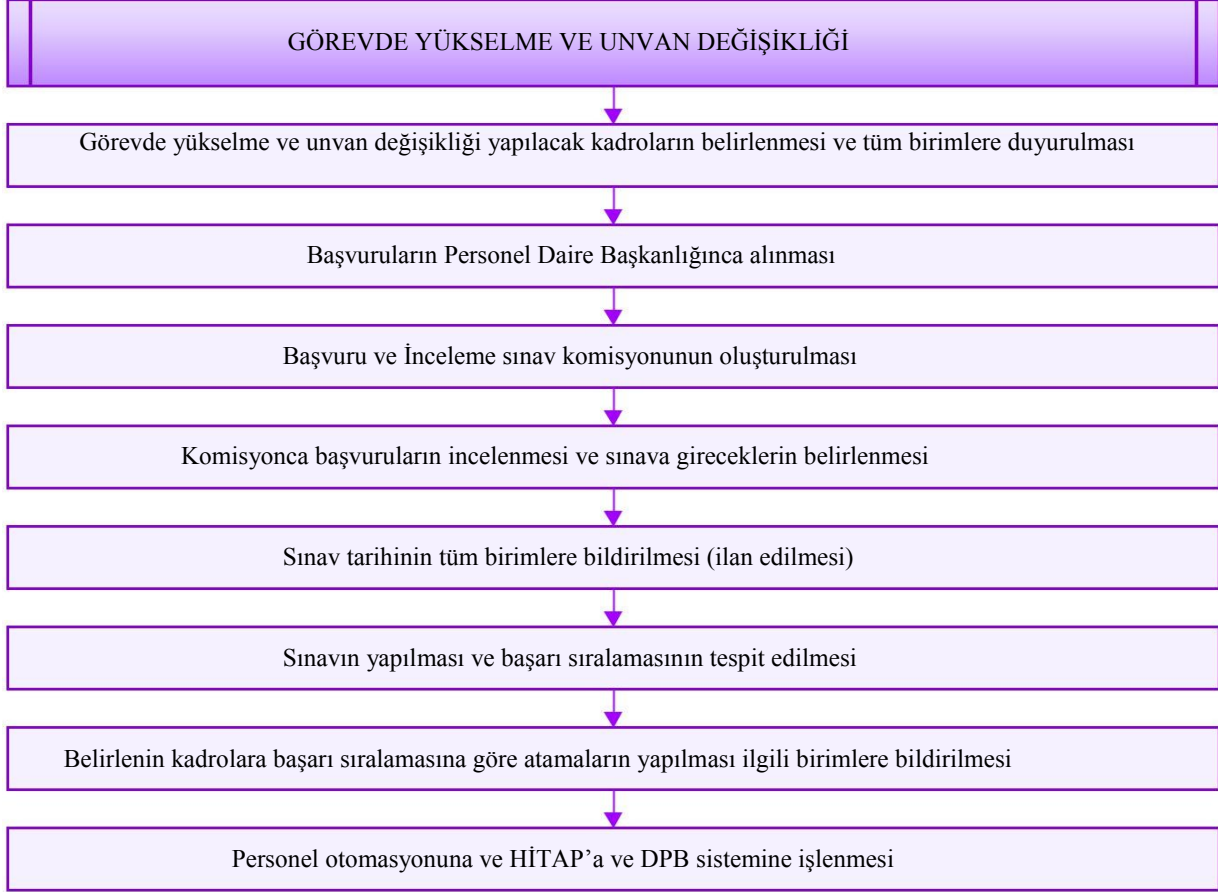 GÖREVDE YÜKSELME VE UNVAN DEĞİŞİKLİĞİ
Görevde yükselme ve unvan değişikliği yapılacak kadroların belirlenmesi ve tüm birimlere duyurulması
Başvuruların Personel Daire Başkanlığınca alınması
Başvuru ve İnceleme sınav komisyonunun oluşturulması
Komisyonca başvuruların incelenmesi ve sınava gireceklerin belirlenmesi
Sınav tarihinin tüm birimlere bildirilmesi (ilan edilmesi)
Sınavın yapılması ve başarı sıralamasının tespit edilmesi
Belirlenin kadrolara başarı sıralamasına göre atamaların yapılması ilgili birimlere bildirilmesi
Personel otomasyonuna ve HİTAP’a ve DPB sistemine işlenmesi